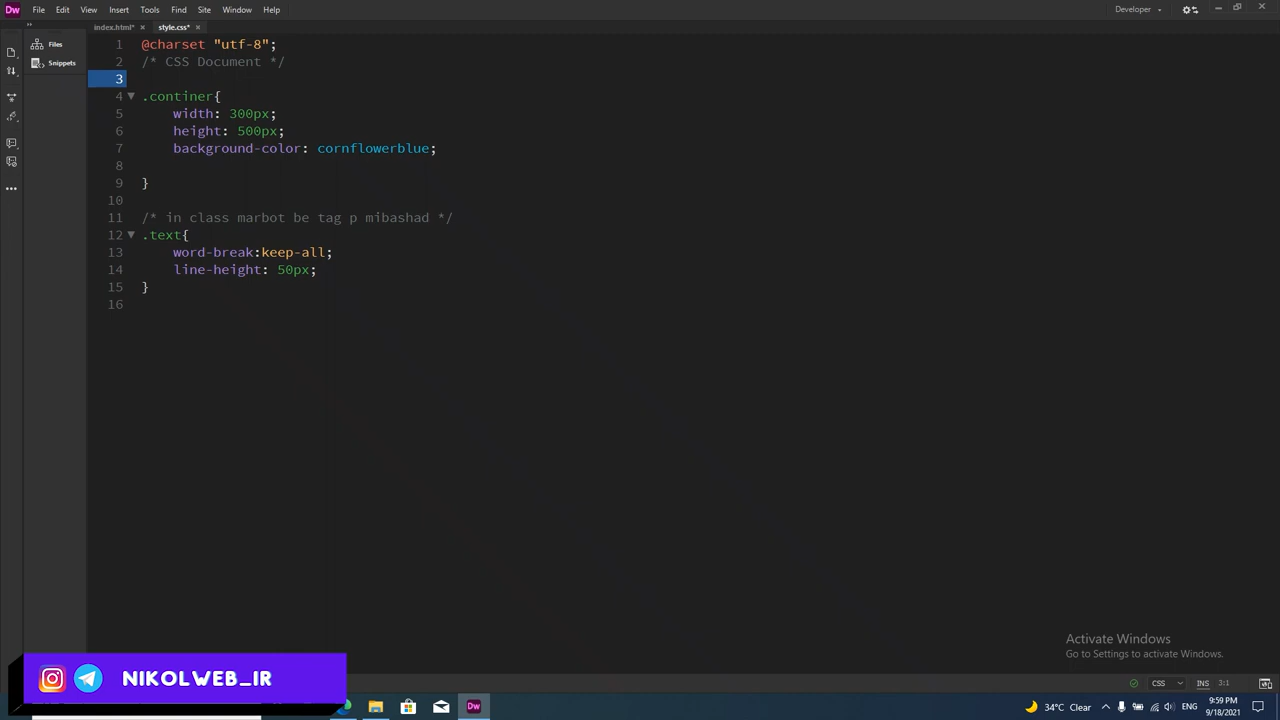 Dw File Edit View Insert Tools Find Site Window Help Developer
index.html* style.css*
Files
Snippets
1 @charset "utf-8";
2 /* CSS Document */
3
4 .continer{
5 width: 300px;
6 height: 500px;
7 background-color: cornflowerblue;
8
9 }
10
11 /* in class marbot be tag p mibashad */
12 .text{
13 word-break:keep-all;
14 line-height: 50px;
15 }
16
Activate Windows
Go to Settings to activate Windows.
NIKOLWEB_IR
CSS INS 3:1
Dw 34°C Clear ENG 9:59 PM
9/18/2021